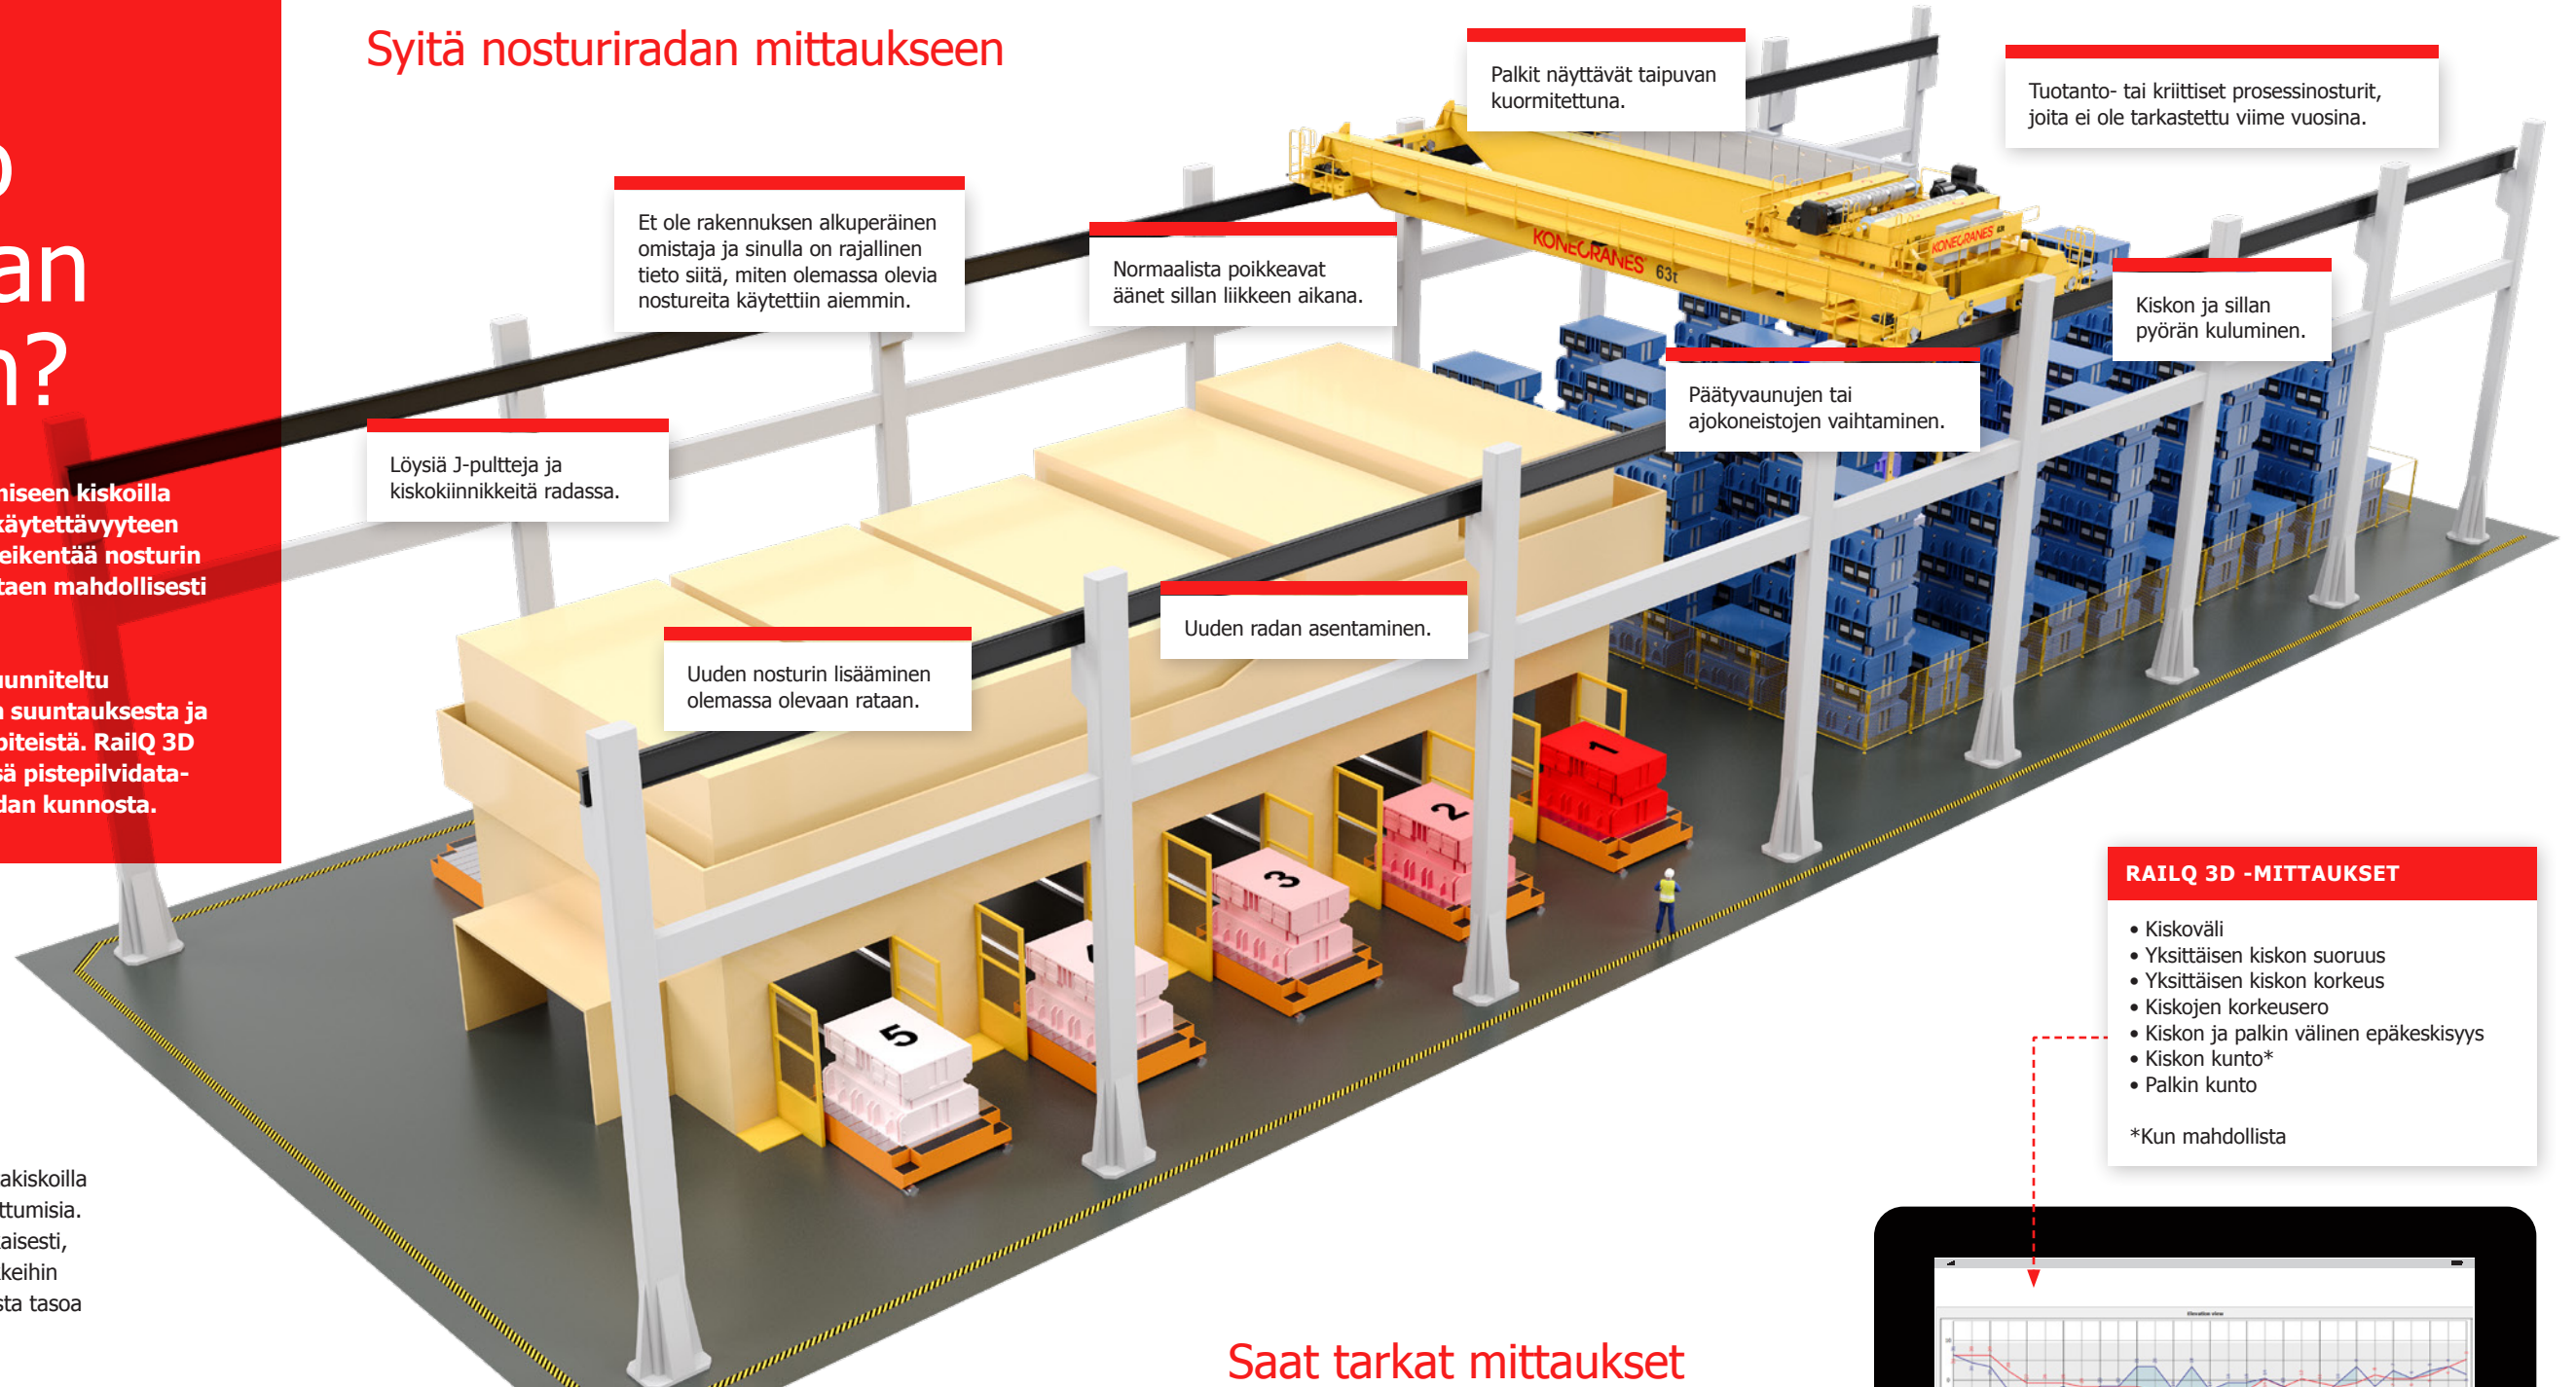 Syitä nosturiradan mittaukseen
an
n?
niseen kiskoilla
käytettävyyteen
eikentää nosturin
taen mahdollisesti
uunniteltu
n suuntauksesta ja
piteistä. RailQ 3D
sä pistepilvidata-
dan kunnosta.
Palkit näyttävät taipuvan
kuormitettuna.
Tuotanto- tai kriittiset prosessinosturit,
joita ei ole tarkastettu viime vuosina.
Et ole rakennuksen alkuperäinen
omistaja ja sinulla on rajallinen
tieto siitä, miten olemassa olevia
nostureita käytettiin aiemmin.
Normaalista poikkeavat
äänet sillan liikkeen aikana.
KONECRANES 63t
KONECRANES
Kiskon ja sillan
pyörän kuluminen.
Päätyvaunujen tai
ajokoneistojen vaihtaminen.
Löysiä J-pultteja ja
kiskokiinnikkeitä radassa.
Uuden radan asentaminen.
Uuden nosturin lisääminen
olemassa olevaan rataan.
1
2
3
5
RAILQ 3D -MITTAUKSET
• Kiskoväli
• Yksittäisen kiskon suoruus
• Yksittäisen kiskon korkeus
• Kiskojen korkeusero
• Kiskon ja palkin välinen epäkeskisyys
• Kiskon kunto*
• Palkin kunto
*Kun mahdollista
akiskoilla
ttumisia.
kaisesti,
kkeihin
sta tasoa
Saat tarkat mittaukset
Elevation view